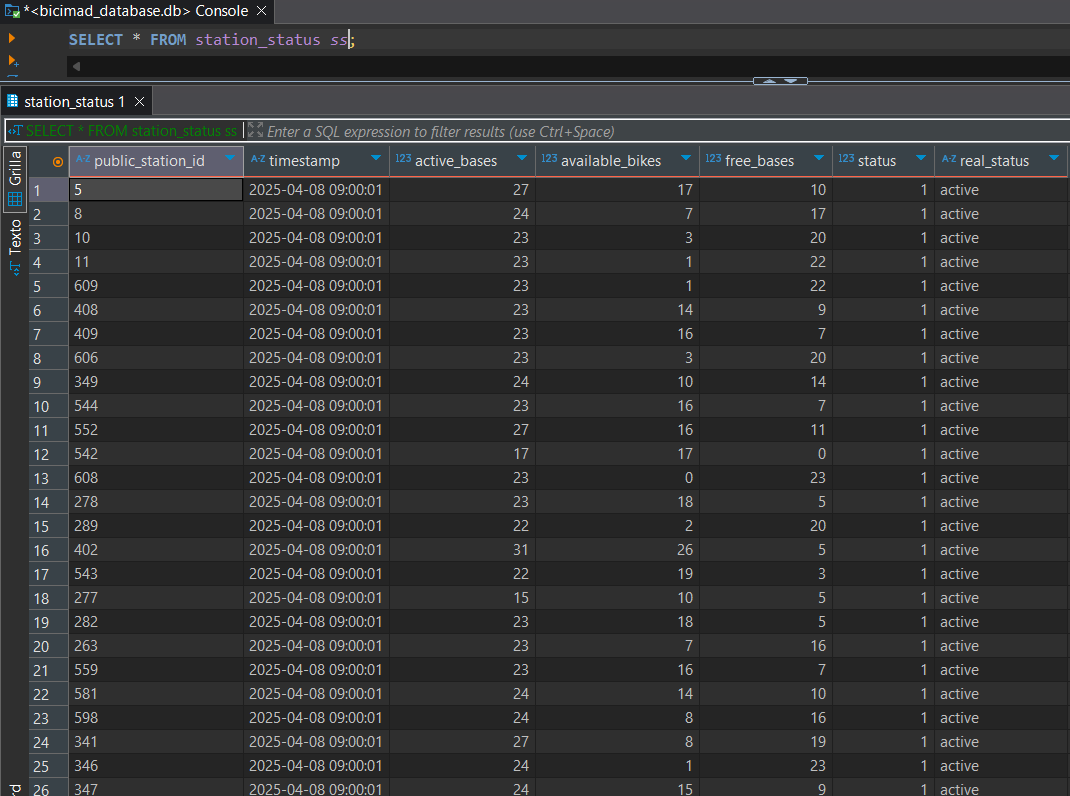 *<bicimad_database.db> Console
SELECT * FROM station_status ss;
station_status 1
SELECT * FROM station_status ss Enter a SQL expression to filter results (use Ctrl+Space)
Grilla
Texto
A-Z public_station_id A-Z timestamp 123 active_bases 123 available_bikes 123 free_bases 123 status A-Z real_status
1 5 2025-04-08 09:00:01 27 17 10 1 active
2 8 2025-04-08 09:00:01 24 7 17 1 active
3 10 2025-04-08 09:00:01 23 3 20 1 active
4 11 2025-04-08 09:00:01 23 1 22 1 active
5 609 2025-04-08 09:00:01 23 1 22 1 active
6 408 2025-04-08 09:00:01 23 14 9 1 active
7 409 2025-04-08 09:00:01 23 16 7 1 active
8 606 2025-04-08 09:00:01 23 3 20 1 active
9 349 2025-04-08 09:00:01 24 10 14 1 active
10 544 2025-04-08 09:00:01 23 16 7 1 active
11 552 2025-04-08 09:00:01 27 16 11 1 active
12 542 2025-04-08 09:00:01 17 17 0 1 active
13 608 2025-04-08 09:00:01 23 0 23 1 active
14 278 2025-04-08 09:00:01 23 18 5 1 active
15 289 2025-04-08 09:00:01 22 2 20 1 active
16 402 2025-04-08 09:00:01 31 26 5 1 active
17 543 2025-04-08 09:00:01 22 19 3 1 active
18 277 2025-04-08 09:00:01 15 10 5 1 active
19 282 2025-04-08 09:00:01 23 18 5 1 active
20 263 2025-04-08 09:00:01 23 7 16 1 active
21 559 2025-04-08 09:00:01 23 16 7 1 active
22 581 2025-04-08 09:00:01 24 14 10 1 active
23 598 2025-04-08 09:00:01 24 8 16 1 active
24 341 2025-04-08 09:00:01 27 8 19 1 active
25 346 2025-04-08 09:00:01 24 1 23 1 active
26 347 2025-04-08 09:00:01 24 15 9 1 active